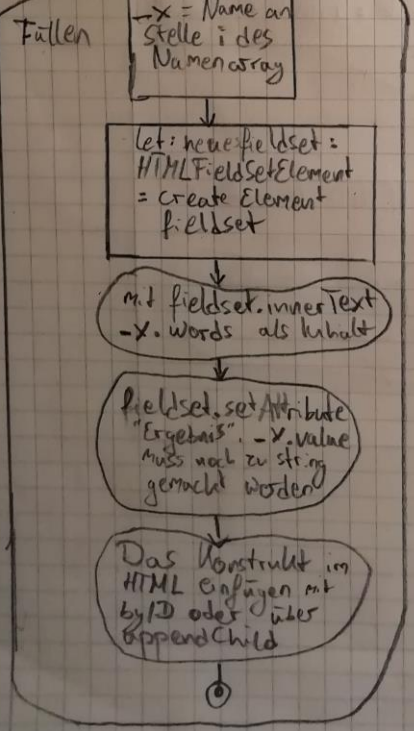 Füllen
_x = Name an
Stelle i des
Namenarray
let: neue fieldset:
HTMLFieldSetElement
= create Element
fieldset
mit fieldset.innerText
_x. words als Inhalt
fieldset.setAttribute
"Ergebnis". _x.value
muss noch zu string
gemacht werden
Das Konstrukt im
HTML einfügen mit
byID oder über
appendChild